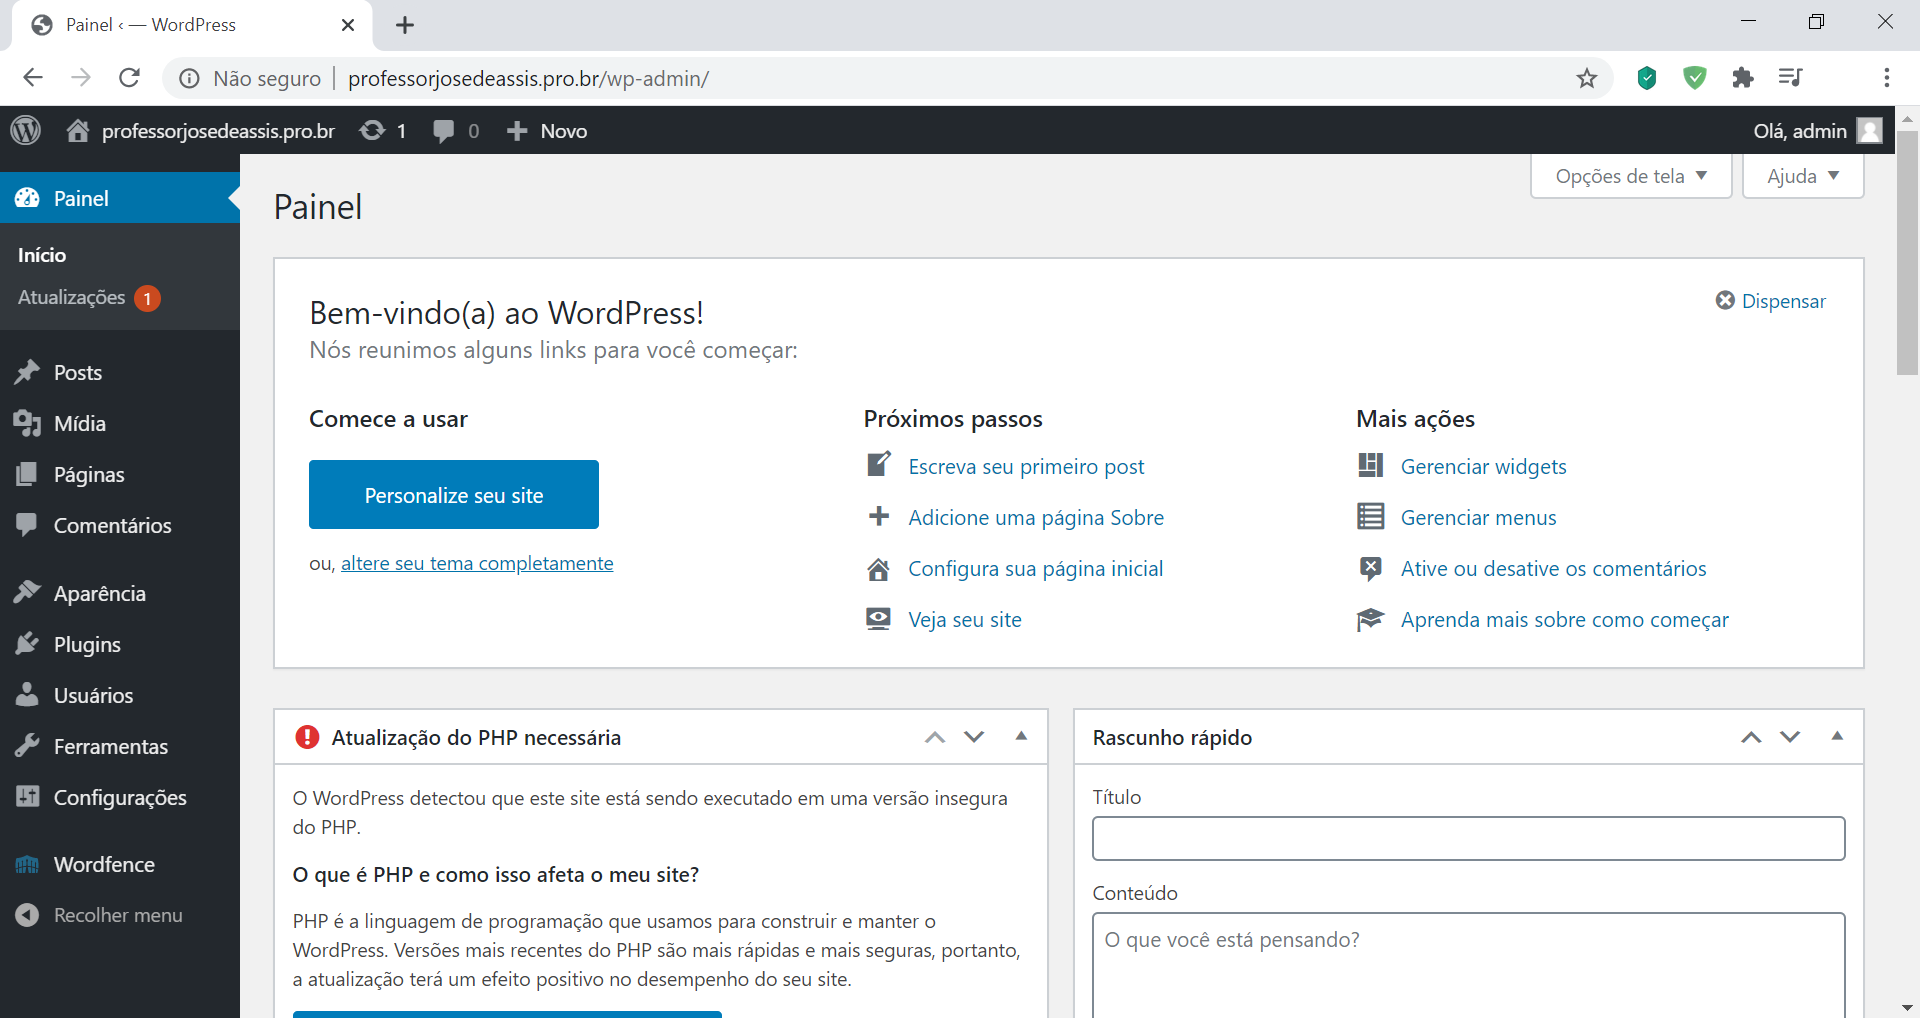 Painel ‹ — WordPress
Não seguro professorjosedeassis.pro.br/wp-admin/
professorjosedeassis.pro.br 1 0 Novo Olá, admin
Painel
Início
Atualizações 1
Posts
Mídia
Páginas
Comentários
Aparência
Plugins
Usuários
Ferramentas
Configurações
Wordfence
Recolher menu
Opções de tela Ajuda
Painel
Bem-vindo(a) ao WordPress!
Dispensar
Nós reunimos alguns links para você começar:
Comece a usar
Personalize seu site
ou, altere seu tema completamente
Próximos passos
Escreva seu primeiro post
Adicione uma página Sobre
Configura sua página inicial
Veja seu site
Mais ações
Gerenciar widgets
Gerenciar menus
Ative ou desative os comentários
Aprenda mais sobre como começar
Atualização do PHP necessária
O WordPress detectou que este site está sendo executado em uma versão insegura
do PHP.
O que é PHP e como isso afeta o meu site?
PHP é a linguagem de programação que usamos para construir e manter o
WordPress. Versões mais recentes do PHP são mais rápidas e mais seguras, portanto,
a atualização terá um efeito positivo no desempenho do seu site.
Rascunho rápido
Título
Conteúdo
O que você está pensando?